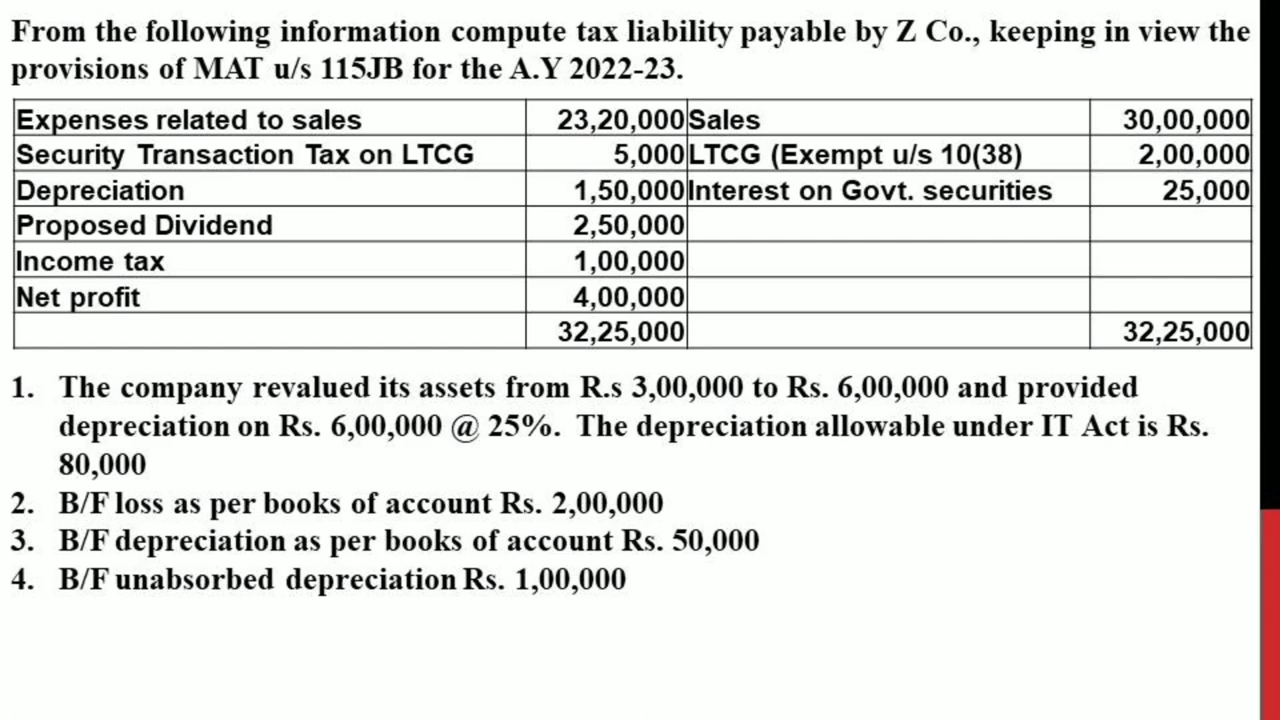 From the following information compute tax liability payable by Z Co., keeping in view the
provisions of MAT u/s 115JB for the A.Y 2022-23.
Expenses related to sales 23,20,000 Sales 30,00,000
Security Transaction Tax on LTCG 5,000 LTCG (Exempt u/s 10(38) 2,00,000
Depreciation 1,50,000 Interest on Govt. securities 25,000
Proposed Dividend 2,50,000
Income tax 1,00,000
Net profit 4,00,000
32,25,000 32,25,000
1. The company revalued its assets from R.s 3,00,000 to Rs. 6,00,000 and provided
depreciation on Rs. 6,00,000 @ 25%. The depreciation allowable under IT Act is Rs.
80,000
2. B/F loss as per books of account Rs. 2,00,000
3. B/F depreciation as per books of account Rs. 50,000
4. B/F unabsorbed depreciation Rs. 1,00,000